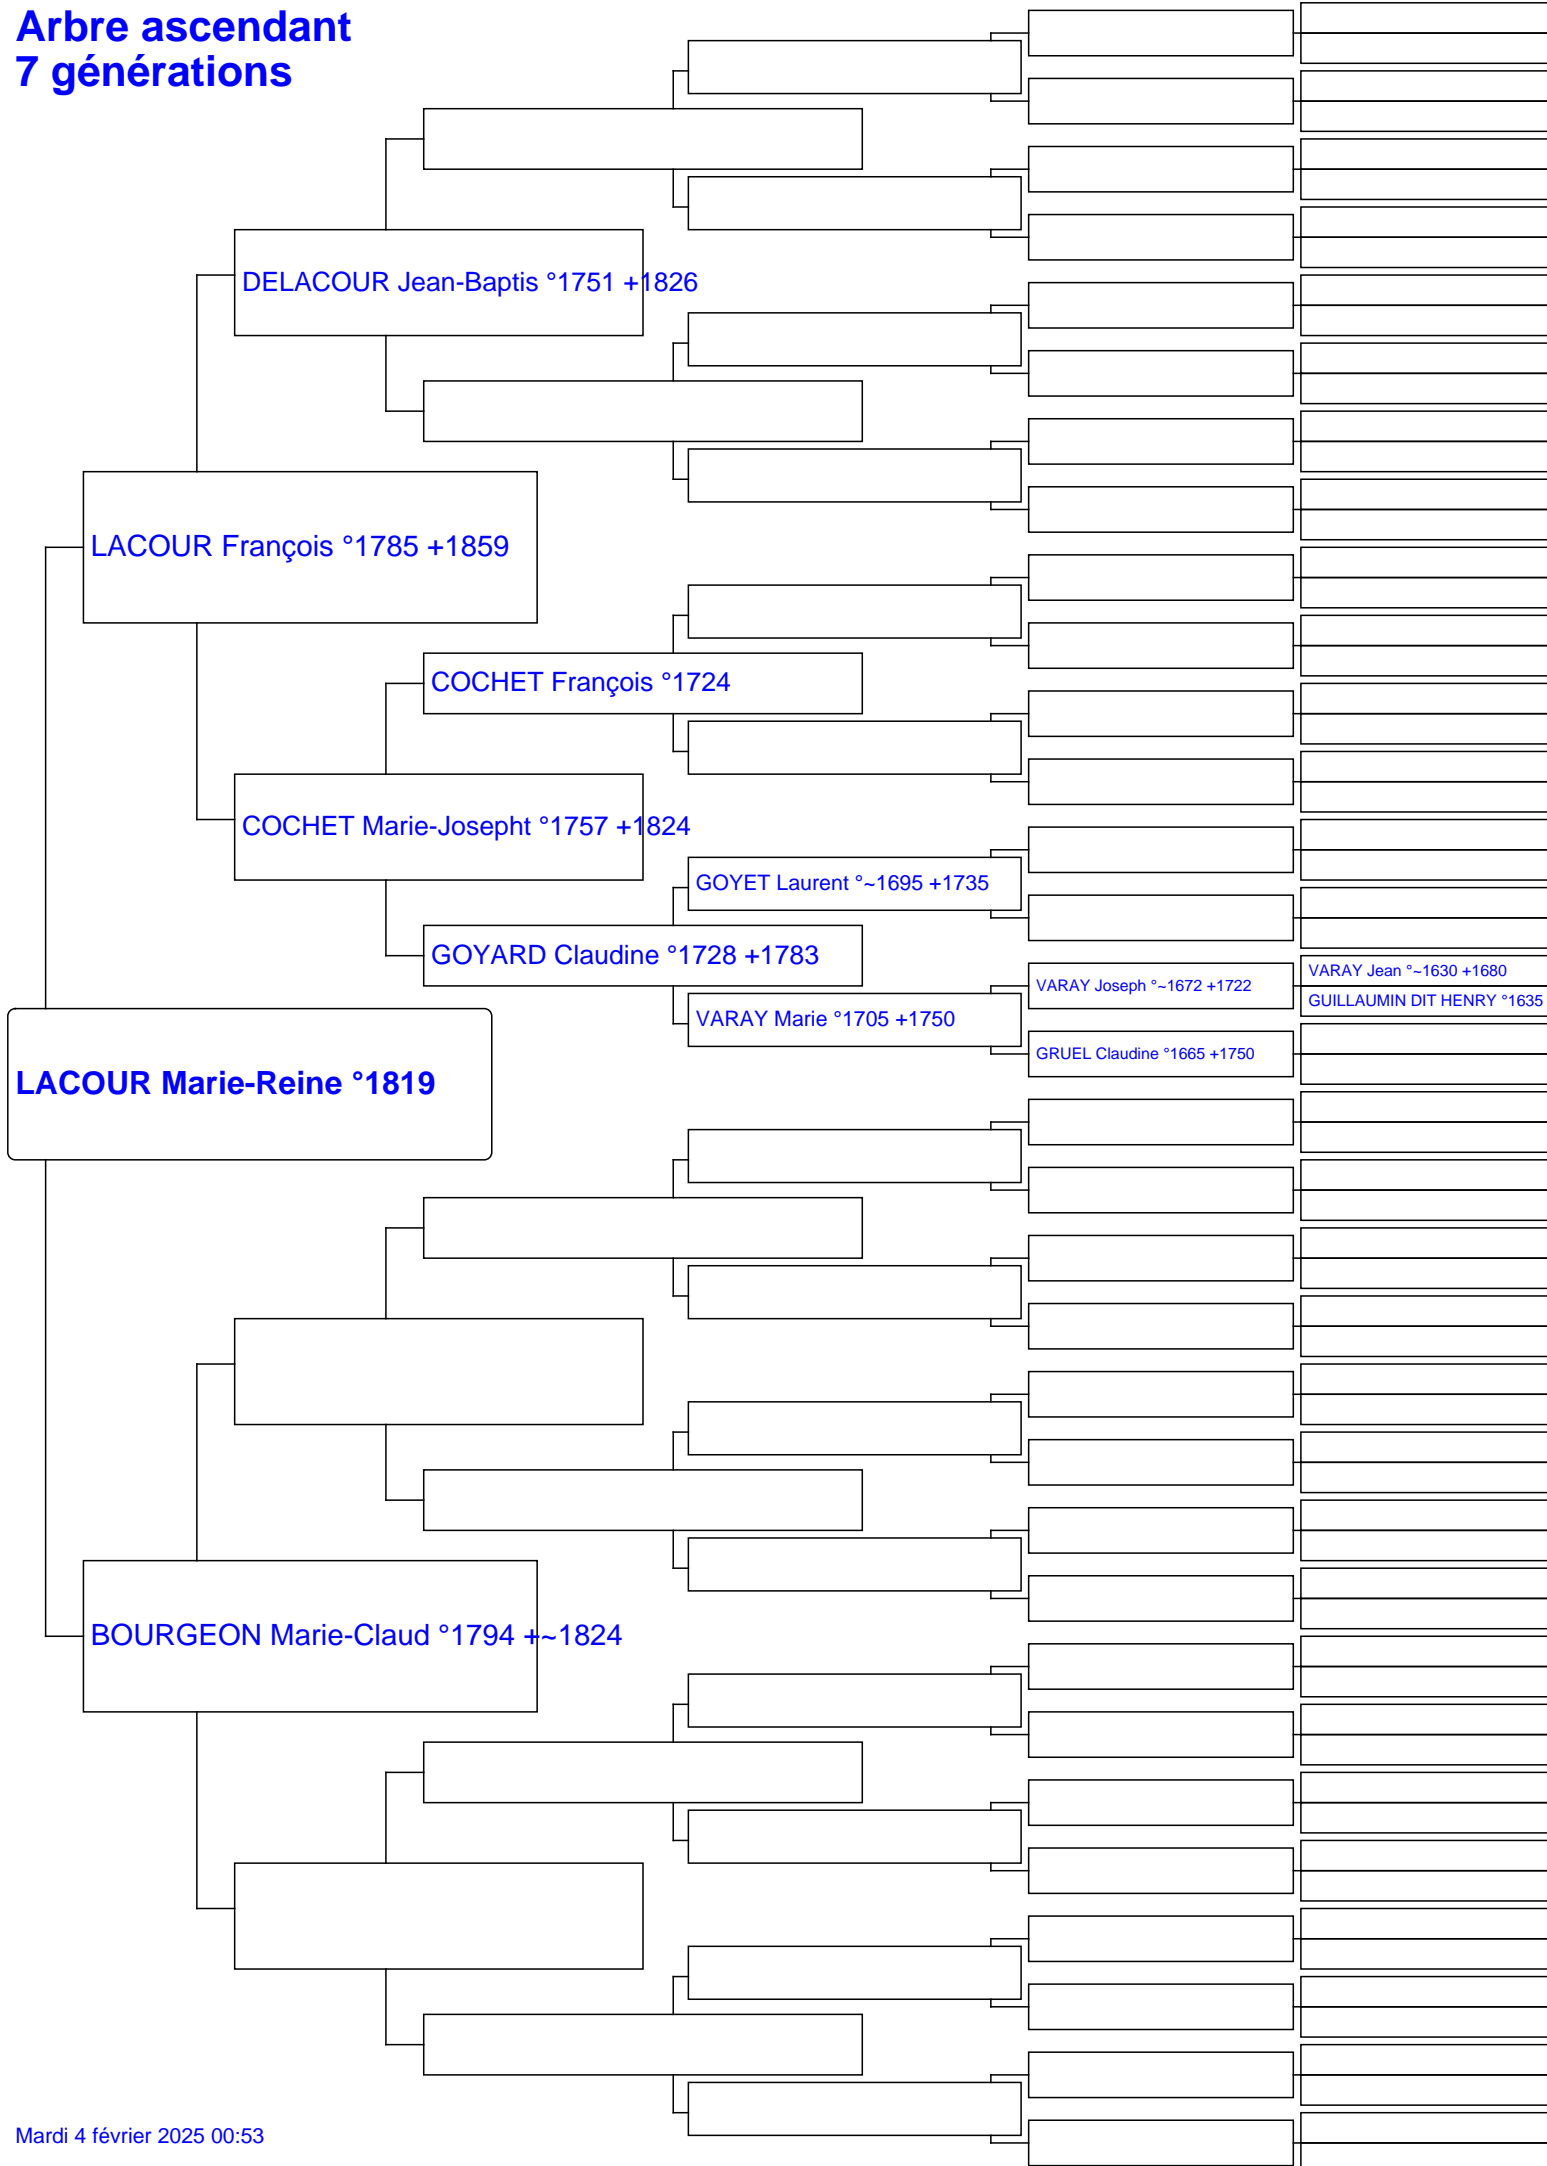 Arbre ascendant
7 générations
DELACOUR Jean-Baptis °1751 +1826
LACOUR François °1785 +1859
COCHET François °1724
COCHET Marie-Josepht °1757 +1824
GOYET Laurent °~1695 +1735
GOYARD Claudine °1728 +1783
VARAY Jean °~1630 +1680
VARAY Joseph °~1672 +1722
GUILLAUMIN DIT HENRY °1635
VARAY Marie °1705 +1750
GRUEL Claudine °1665 +1750
LACOUR Marie-Reine °1819
BOURGEON Marie-Claud °1794 +~1824
Mardi 4 février 2025 00:53